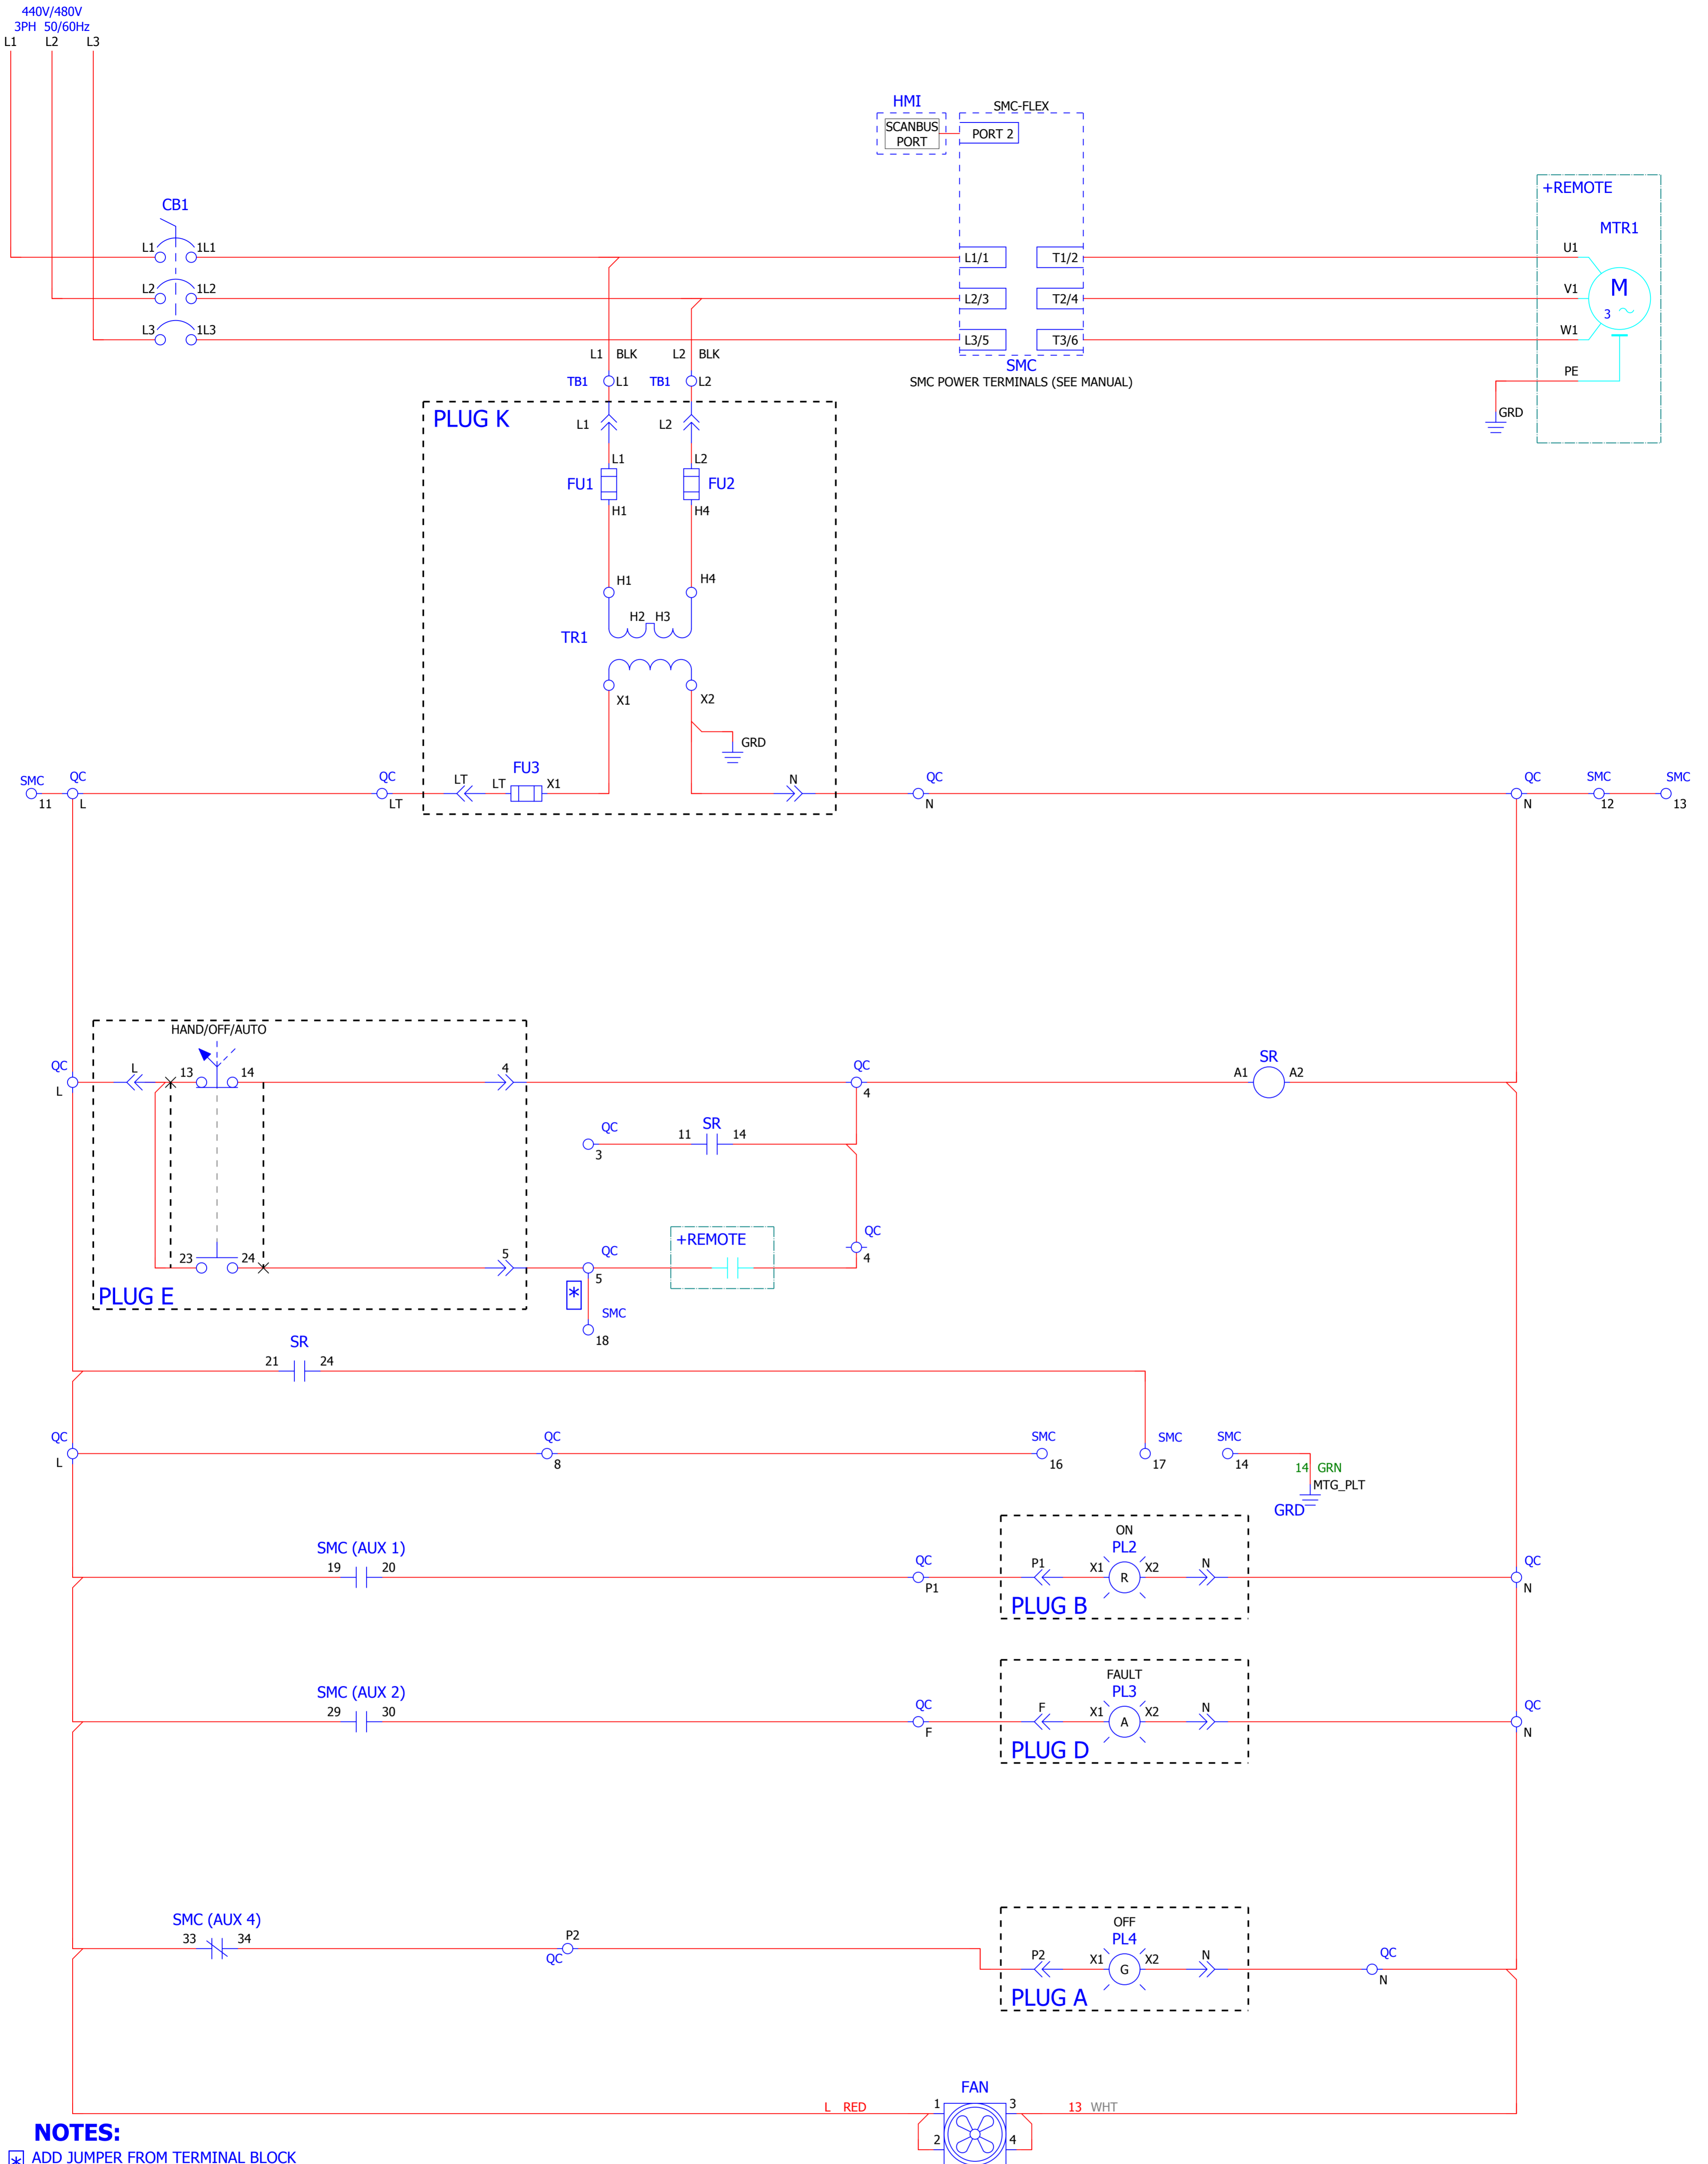 440V/480V
3PH 50/60Hz
L1 L2 L3
HMI
SMC-FLEX
SCANBUS
PORT
PORT 2
+REMOTE
MTR1
CB1
L1 1L1
L1/1 T1/2
U1
L2 1L2
L2/3 T2/4
V1
M
3
L3 1L3
L3/5 T3/6
W1
L1 BLK L2 BLK
SMC
SMC POWER TERMINALS (SEE MANUAL)
PE
TB1 L1 TB1 L2
GRD
PLUG K
L1 L2
L1 L2
FU1 FU2
H1 H4
H1 H4
H2 H3
TR1
X1 X2
GRD
SMC QC QC LT LT FU3 X1 N QC QC SMC SMC
11 L LT N N 12 13
HAND/OFF/AUTO
QC L 13 14 4 QC SR
A1 A2
L 4
QC 11 SR 14
3
QC
+REMOTE
4
23 24 5 QC
5
PLUG E
*
SMC
18
SR
21 24
QC QC SMC SMC SMC
L 8 16 17 14
14 GRN
MTG_PLT
GRD
ON
SMC (AUX 1)
19 20
QC P1 X1 PL2 X2 N QC
R
P1 N
PLUG B
FAULT
SMC (AUX 2)
29 30
QC F X1 PL3 X2 N QC
A
F N
PLUG D
SMC (AUX 4)
33 34
P2
QC
OFF
PL4
P2 X1 X2 N QC
G
N
PLUG A
FAN
L RED 1 3 13 WHT
2 4
NOTES:
* ADD JUMPER FROM TERMINAL BLOCK